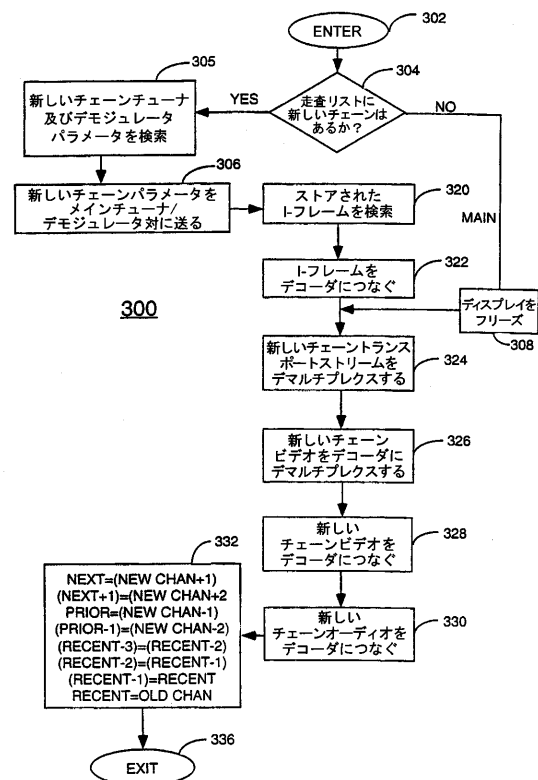 ENTER
302
304
走査リストに
新しいチェーンは
あるか?
YES
NO
305
新しいチェーンチューナ
及びデモジュレータ
パラメータを検索
306
新しいチェーンパラメータを
メインチューナ/
デモジュレータ対に送る
320
ストアされた
I-フレームを検索
MAIN
322
I-フレームを
デコーダにつなぐ
300
ディスプレイを
フリーズ
308
新しいチェーントランス
ポートストリームを
デマルチプレクスする
324
新しいチェーン
ビデオをデコーダに
デマルチプレクスする
326
新しい
チェーンビデオを
デコーダにつなぐ
328
新しい
チェーンオーディオを
デコーダにつなぐ
330
332
NEXT=(NEW CHAN+1)
(NEXT+1)=(NEW CHAN+2
PRIOR=(NEW CHAN-1)
(PRIOR-1)=(NEW CHAN-2)
(RECENT-3)=(RECENT-2)
(RECENT-2)=(RECENT-1)
(RECENT-1)=RECENT
RECENT=OLD CHAN
EXIT
336